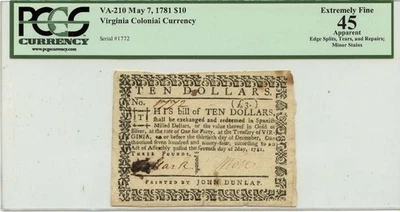 PCGS
CURRENCY
www.pcgscurrency.com
VA-210 May 7, 1781 $10
Virginia Colonial Currency
Serial #1772
Extremely Fine
45
Apparent
Edge Splits, Tears, and Repairs;
Minor Stains
TEN DOLLARS.
No. (£3.)
THIS bill of TEN DOLLARS,
shall be exchanged and redeemed in Spanish
Milled Dollars, or the value thereof in Gold or
Silver, at the rate of One for Forty, at the Treasury of VIR-
GINIA, on or before the thirtieth day of December, One
thousand seven hundred and ninety-four, according to an
Act of Assembly passed the seventh day of May, 1781.
THREE POUNDS.
PRINTED BY JOHN DUNLAP.